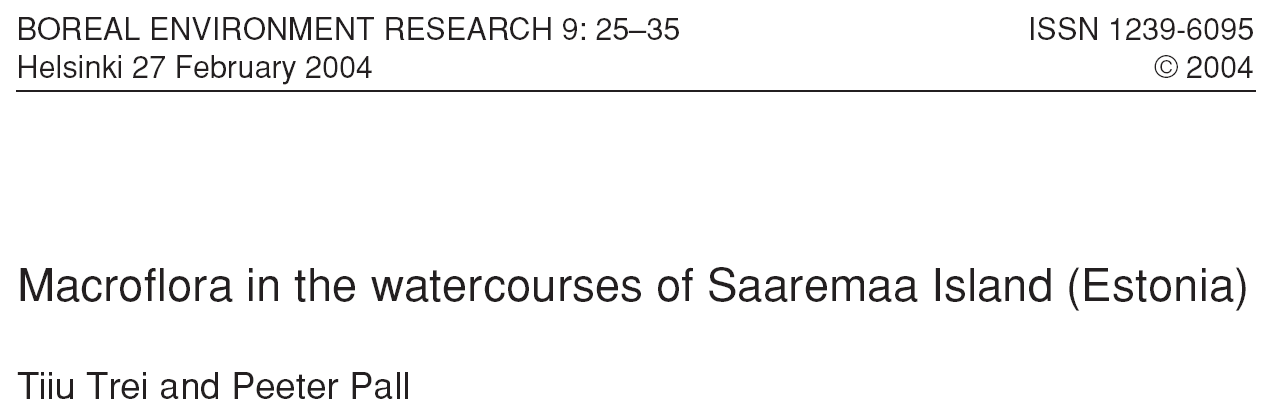 BOREAL ENVIRONMENT RESEARCH 9: 25–35 ISSN 1239-6095
Helsinki 27 February 2004 © 2004
Macroflora in the watercourses of Saaremaa Island (Estonia)
Tiiu Trei and Peeter Pall